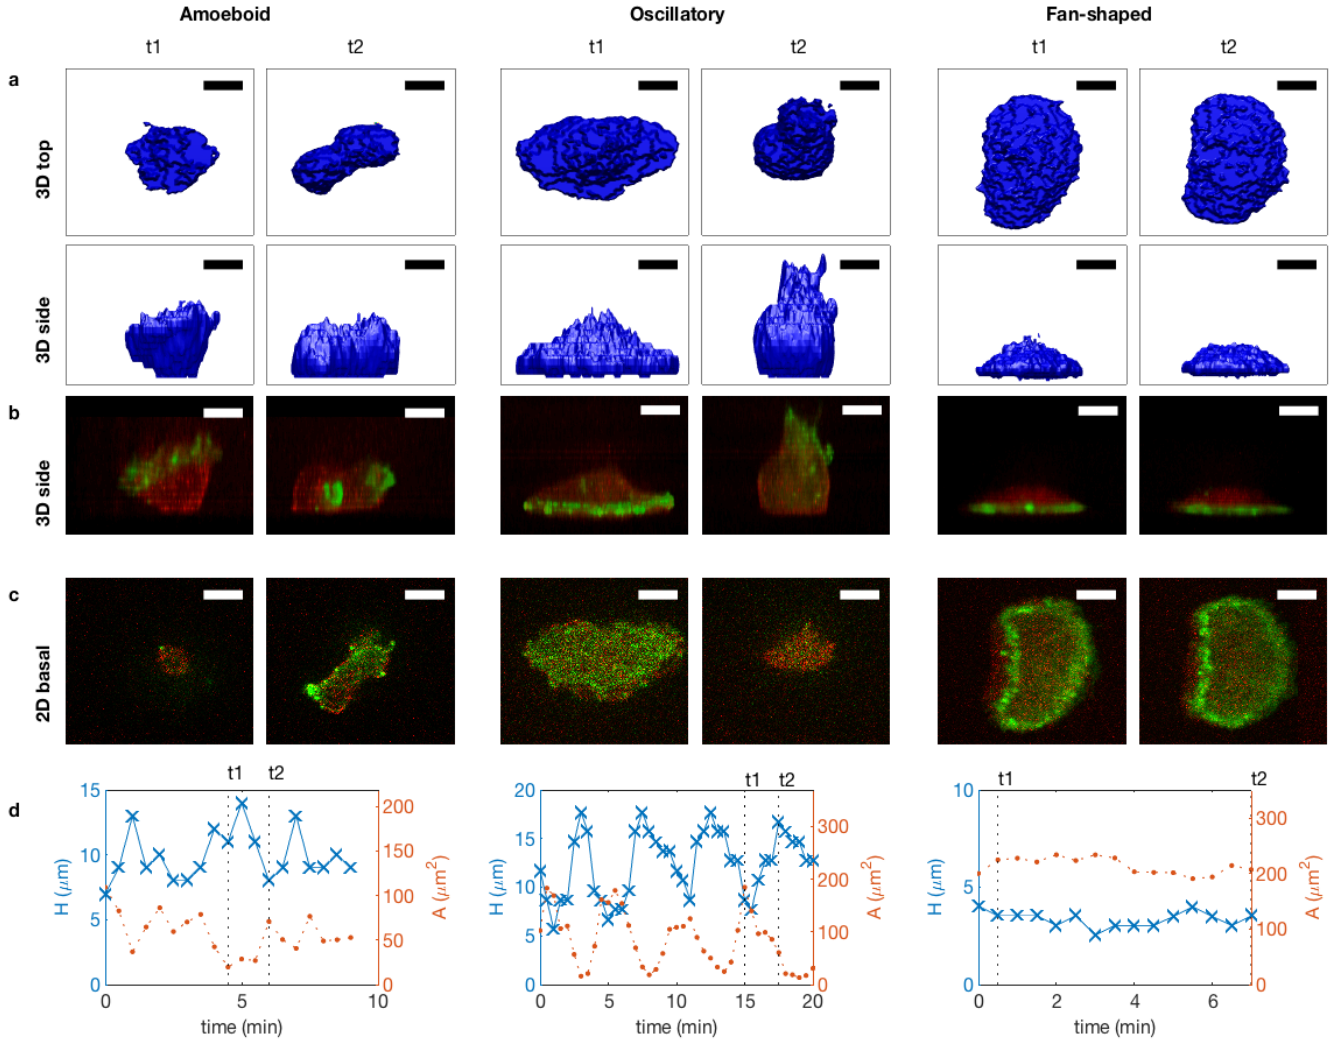 Amoeboid Oscillatory Fan-shaped
t1 t2 t1 t2 t1 t2
a
3D top
3D side
b
3D side
c
2D basal
d
t1 t2 t1 t2 t1 t2
15 200 20 300 10 300
10 150 15 200 5 200
5 100 10 100 0 100
0 50 5 0 0
0 0
H (μm) A (μm²) H (μm) A (μm²) H (μm) A (μm²)
0 5 10 0 5 10 15 20 0 2 4 6
time (min) time (min) time (min)